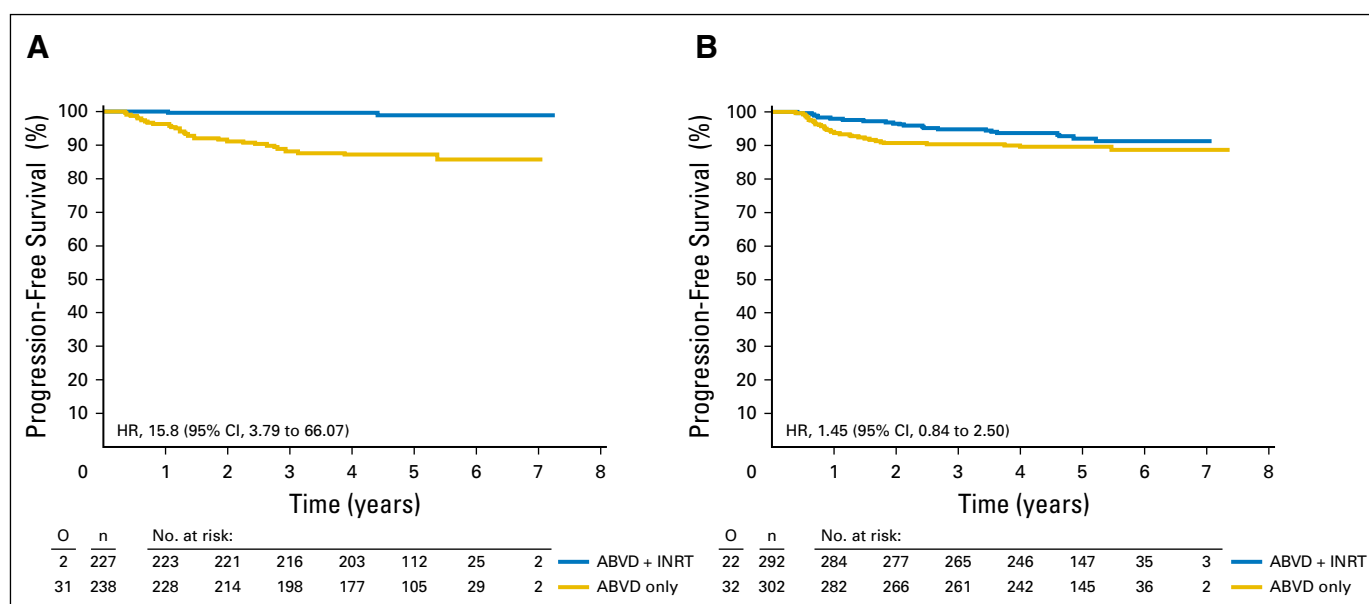 A
Progression-Free Survival (%)
100
90
80
70
60
50
40
30
20
10
HR, 15.8 (95% CI, 3.79 to 66.07)
0 1 2 3 4 5 6 7 8
Time (years)
O n No. at risk:
2 227 223 221 216 203 112 25 2 ABVD + INRT
31 238 228 214 198 177 105 29 2 ABVD only
B
Progression-Free Survival (%)
100
90
80
70
60
50
40
30
20
10
HR, 1.45 (95% CI, 0.84 to 2.50)
0 1 2 3 4 5 6 7 8
Time (years)
O n No. at risk:
22 292 284 277 265 246 147 35 3 ABVD + INRT
32 302 282 266 261 242 145 36 2 ABVD only